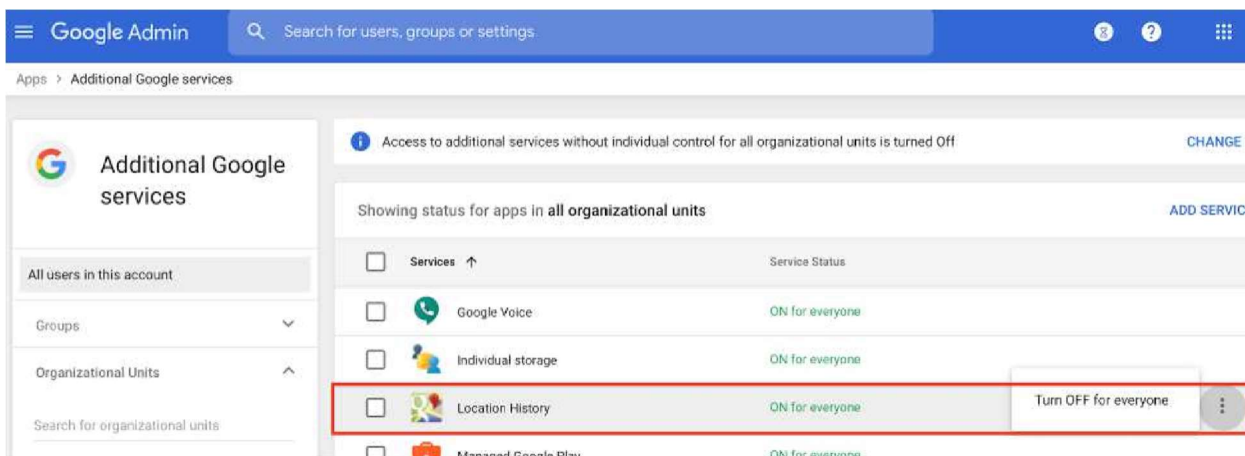 Google Admin
Search for users, groups or settings
Apps > Additional Google services
Additional Google services
All users in this account
Groups
Organizational Units
Search for organizational units
Access to additional services without individual control for all organizational units is turned Off
CHANGE
Showing status for apps in all organizational units
ADD SERVIC
Services ↑
Service Status
Google Voice
ON for everyone
Individual storage
ON for everyone
Location History
ON for everyone
Turn OFF for everyone
Managed Google Play
ON for everyone